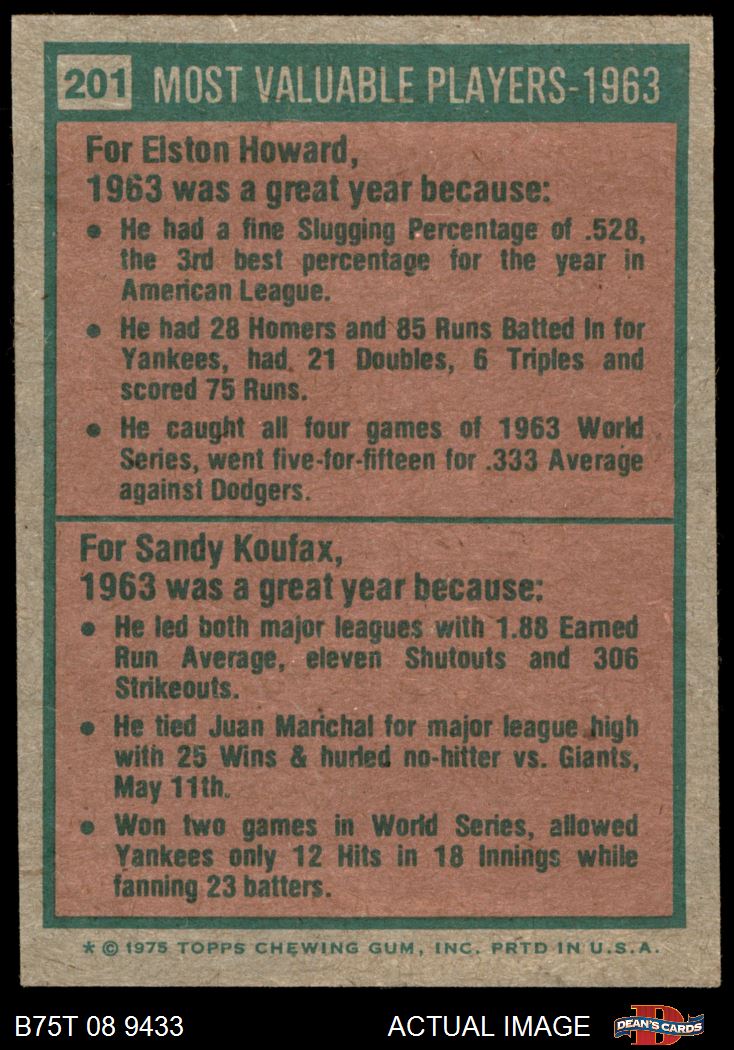 201 MOST VALUABLE PLAYERS-1963
For Elston Howard,
1963 was a great year because:
• He had a fine Slugging Percentage of .528,
the 3rd best percentage for the year in
American League.
• He had 28 Homers and 85 Runs Batted In for
Yankees, had 21 Doubles, 6 Triples and
scored 75 Runs.
• He caught all four games of 1963 World
Series, went five-for-fifteen for .333 Average
against Dodgers.
For Sandy Koufax,
1963 was a great year because:
• He led both major leagues with 1.88 Earned
Run Average, eleven Shutouts and 306
Strikeouts.
• He tied Juan Marichal for major league high
with 25 Wins & hurled no-hitter vs. Giants,
May 11th.
• Won two games in World Series, allowed
Yankees only 12 Hits in 18 Innings while
fanning 23 batters.
* © 1975 TOPPS CHEWING GUM, INC. PRTD IN U.S.A.
B75T 08 9433 ACTUAL IMAGE D DEAN'S CARDS